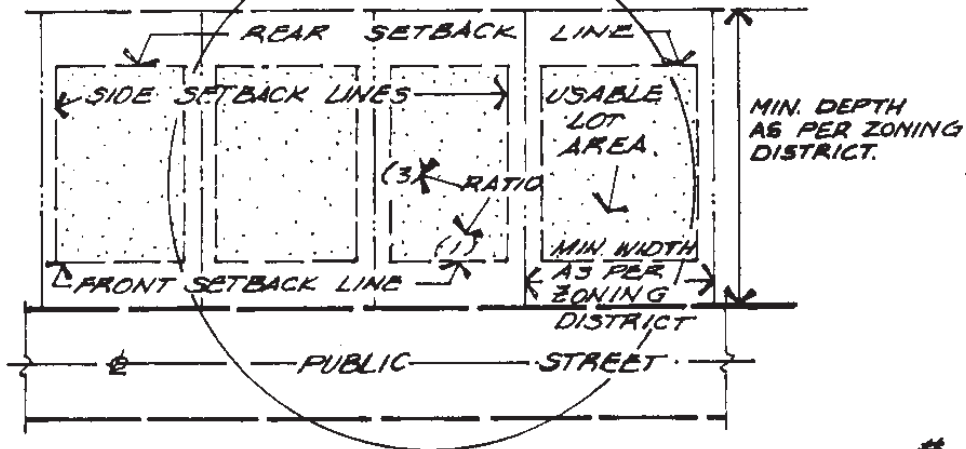 REAR SETBACK LINE
SIDE SETBACK LINES
USABLE
LOT
AREA.
MIN. DEPTH
AS PER ZONING
DISTRICT.
(3)
RATIO
(1)
MIN. WIDTH
AS PER
ZONING
DISTRICT
FRONT SETBACK LINE
℄ PUBLIC STREET
#